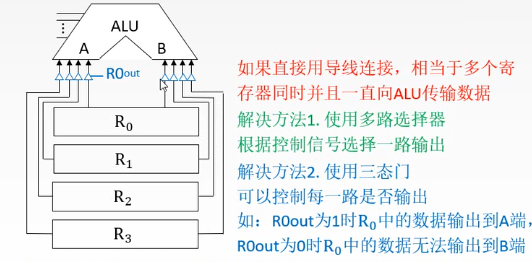 ALU
A
B
R0out
R0
R1
R2
R3
如果直接用导线连接，相当于多个寄
存器同时并且一直向ALU传输数据
解决方法1. 使用多路选择器
根据控制信号选择一路输出
解决方法2. 使用三态门
可以控制每一路是否输出
如：R0out为1时R0中的数据输出到A端，
R0out为0时R0中的数据无法输出到B端